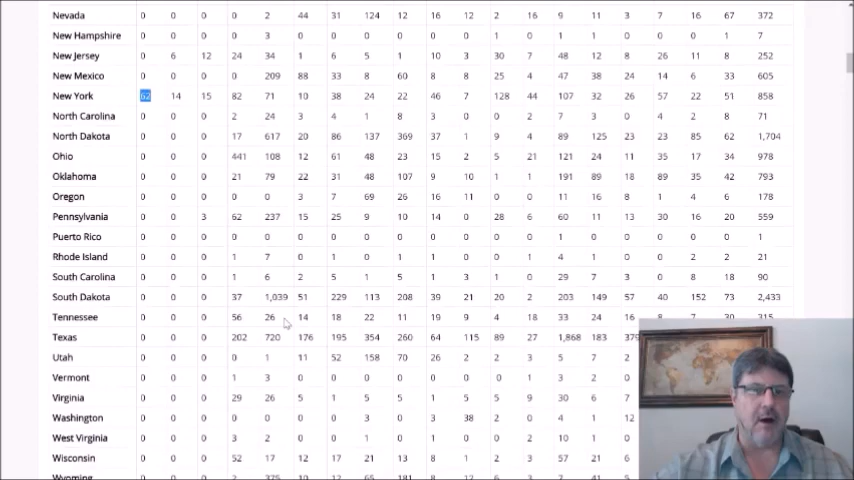 Nevada 0 0 0 0 2 44 31 124 12 16 12 2 16 9 11 3 7 16 67 372
New Hampshire 0 0 0 0 3 0 0 0 0 0 0 1 0 1 1 0 0 0 1 7
New Jersey 0 6 12 24 34 1 6 5 1 10 3 30 7 48 12 8 26 11 8 252
New Mexico 0 0 0 0 209 88 33 8 60 8 8 25 4 47 38 24 14 6 33 605
New York 62 14 15 82 71 10 38 24 22 46 7 128 44 107 32 26 57 22 51 858
North Carolina 0 0 0 2 24 3 4 1 8 3 0 0 2 7 3 0 4 2 8 71
North Dakota 0 0 0 17 617 20 86 137 369 37 1 9 4 89 125 23 23 85 62 1,704
Ohio 0 0 0 441 108 12 61 48 23 15 2 5 21 121 24 11 35 17 34 978
Oklahoma 0 0 0 21 79 22 31 48 107 9 10 1 1 191 89 18 89 35 42 793
Oregon 0 0 0 0 0 3 7 69 26 16 11 0 0 11 16 8 1 4 6 178
Pennsylvania 0 0 3 62 237 15 25 9 10 14 0 28 6 60 11 13 30 16 20 559
Puerto Rico 0 0 0 0 0 0 0 0 0 0 0 0 0 1 0 0 0 0 0 1
Rhode Island 0 0 0 1 7 0 1 0 1 1 0 0 1 4 1 0 0 2 2 21
South Carolina 0 0 0 1 6 2 5 1 5 1 3 1 0 29 7 3 0 8 18 90
South Dakota 0 0 0 37 1,039 51 229 113 208 39 21 20 2 203 149 57 40 152 73 2,433
Tennessee 0 0 0 56 26 14 18 22 11 19 9 4 18 33 24 16 8 7 30 315
Texas 0 0 0 202 720 176 195 354 260 64 115 89 27 1,868 183
Utah 0 0 0 0 1 11 52 158 70 26 2 2 3 5 7 2
Vermont 0 0 0 1 3 0 0 0 0 0 0 0 1 3 2 0
Virginia 0 0 0 29 26 5 1 5 5 1 5 5 9 30 6 7
Washington 0 0 0 0 0 0 0 3 0 3 38 2 0 4 1 12
West Virginia 0 0 0 3 2 0 0 1 0 1 0 0 2 10 1 0
Wisconsin 0 0 0 52 17 12 17 21 13 8 1 2 3 57 21 6
Wyoming